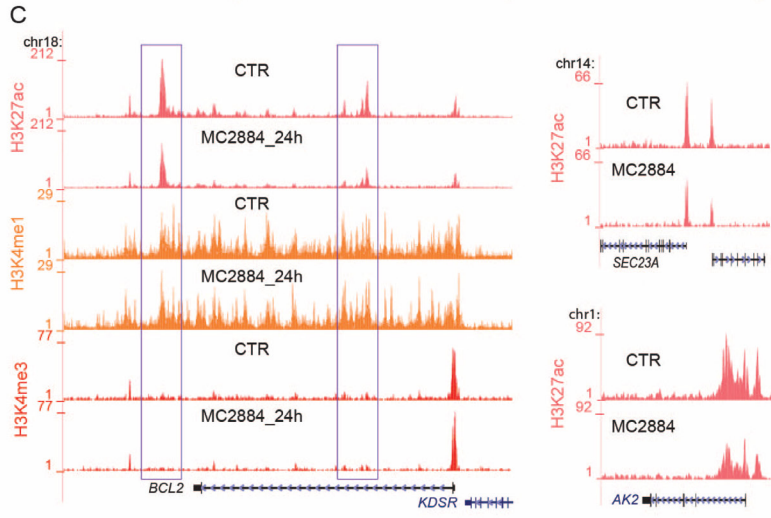 C
chr18:
212
CTR
H3K27ac
1
212
MC2884_24h
1
29
CTR
H3K4me1
1
29
MC2884_24h
1
77
CTR
H3K4me3
1
77
MC2884_24h
1
BCL2
KDSR
chr14:
66
CTR
H3K27ac
1
66
MC2884
1
SEC23A
chr1:
92
CTR
H3K27ac
1
92
MC2884
1
AK2